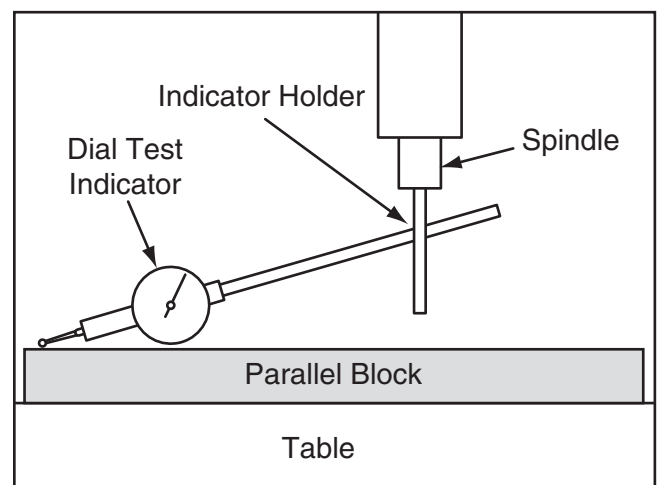 Indicator Holder
Spindle
Dial Test
Indicator
Parallel Block
Table